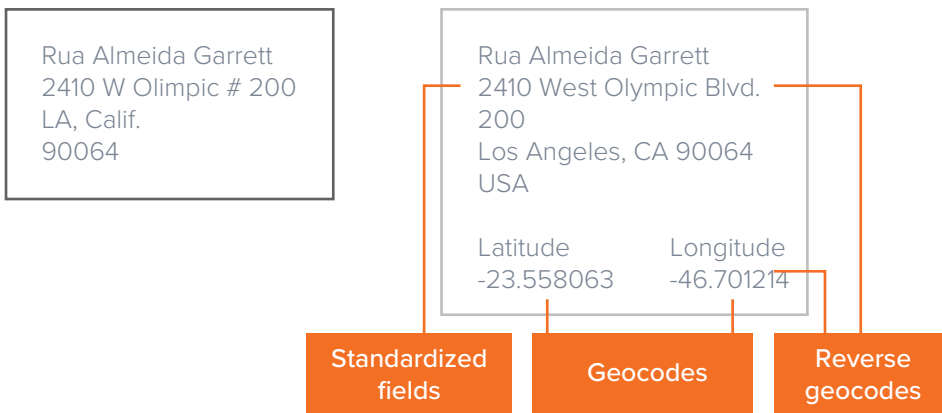 Rua Almeida Garrett
2410 W Olimpic # 200
LA, Calif.
90064
Rua Almeida Garrett
2410 West Olympic Blvd.
200
Los Angeles, CA 90064
USA
Latitude Longitude
-23.558063 -46.701214
Standardized
fields
Geocodes
Reverse
geocodes